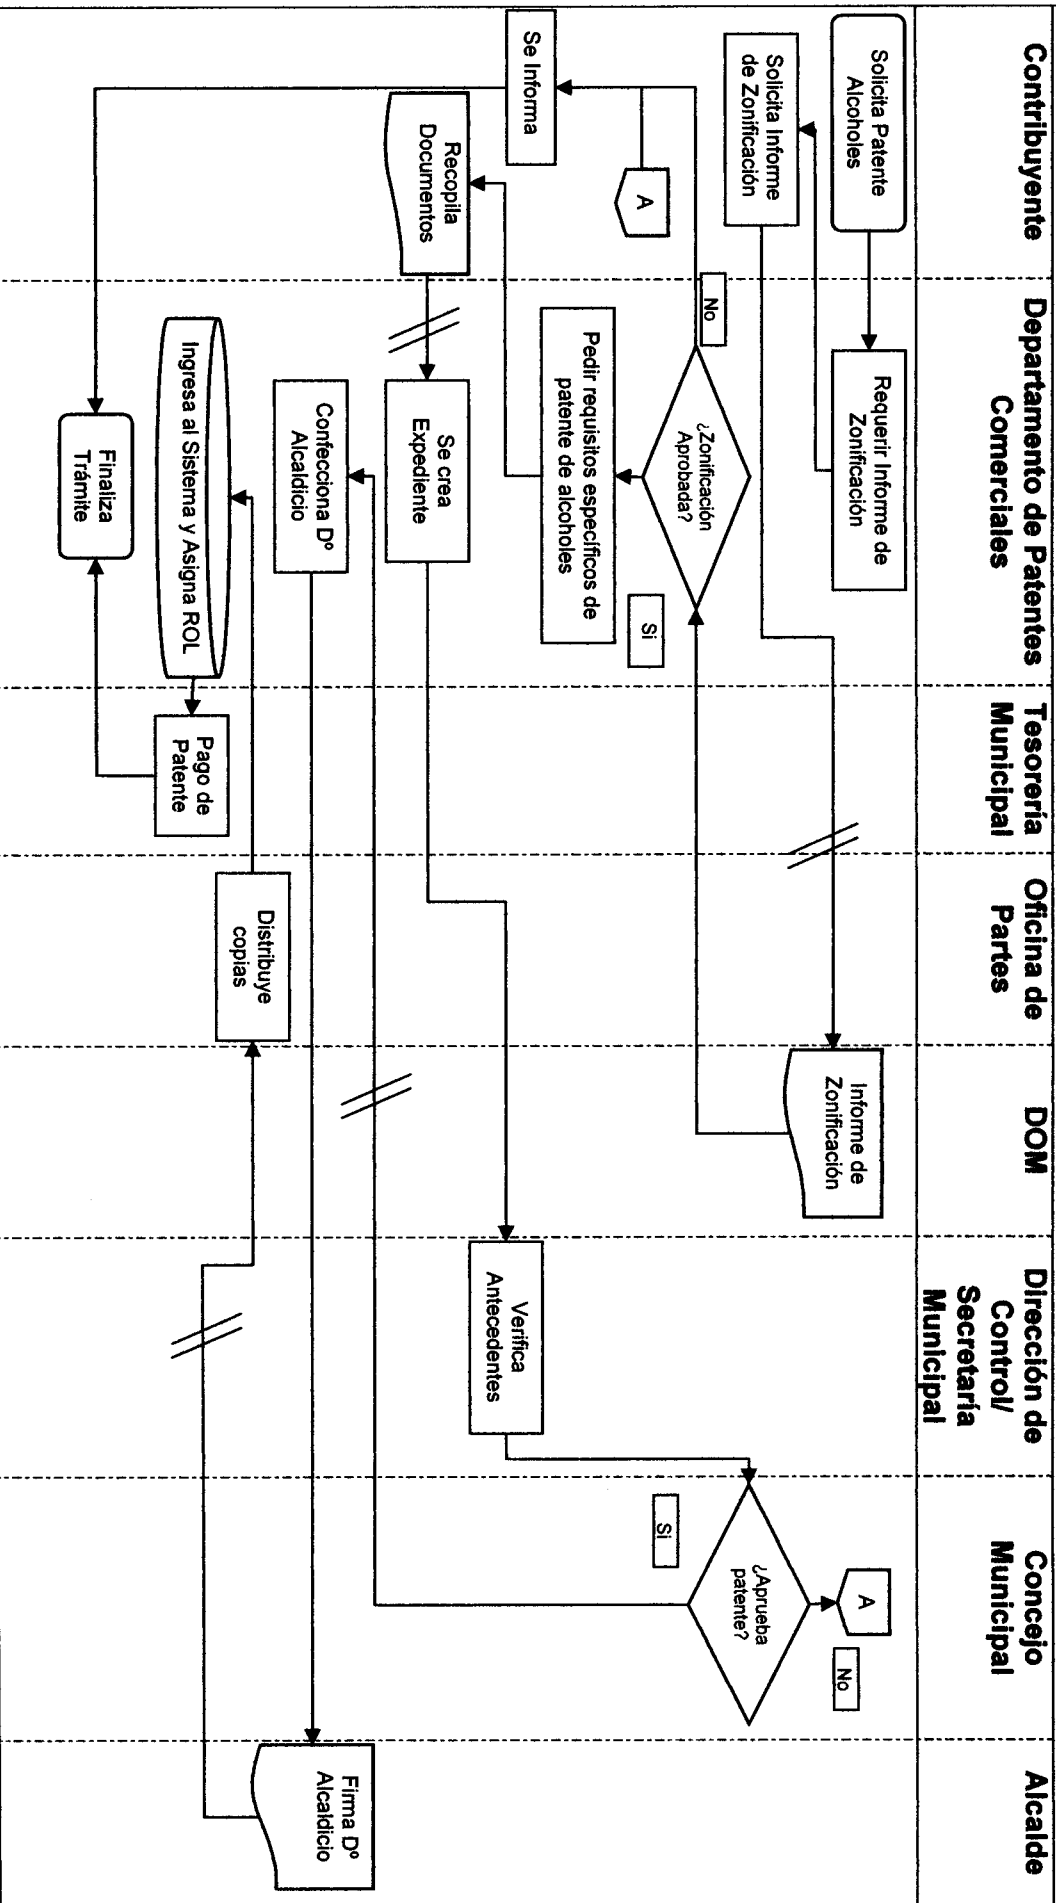 Contribuyente
Departamento de Patentes
Comerciales
Tesorería
Municipal
Oficina de
Partes
DOM
Dirección de
Control/
Secretaría
Municipal
Concejo
Municipal
Alcalde
Solicita Patente
Alcoholes
Requerir Informe de
Zonificación
Solicita Informe
de Zonificación
Informe de
Zonificación
¿Zonificación
Aprobada?
No
Si
A
Se Informa
Pedir requisitos específicos de
patente de alcoholes
Recopila
Documentos
Se crea
Expediente
Verifica
Antecedentes
¿Aprueba
patente?
A
No
Si
Confecciona Dº
Alcaldicio
Firma Dº
Alcaldicio
Distribuye
copias
Ingresa al Sistema y Asigna ROL
Pago de
Patente
Finaliza
Trámite